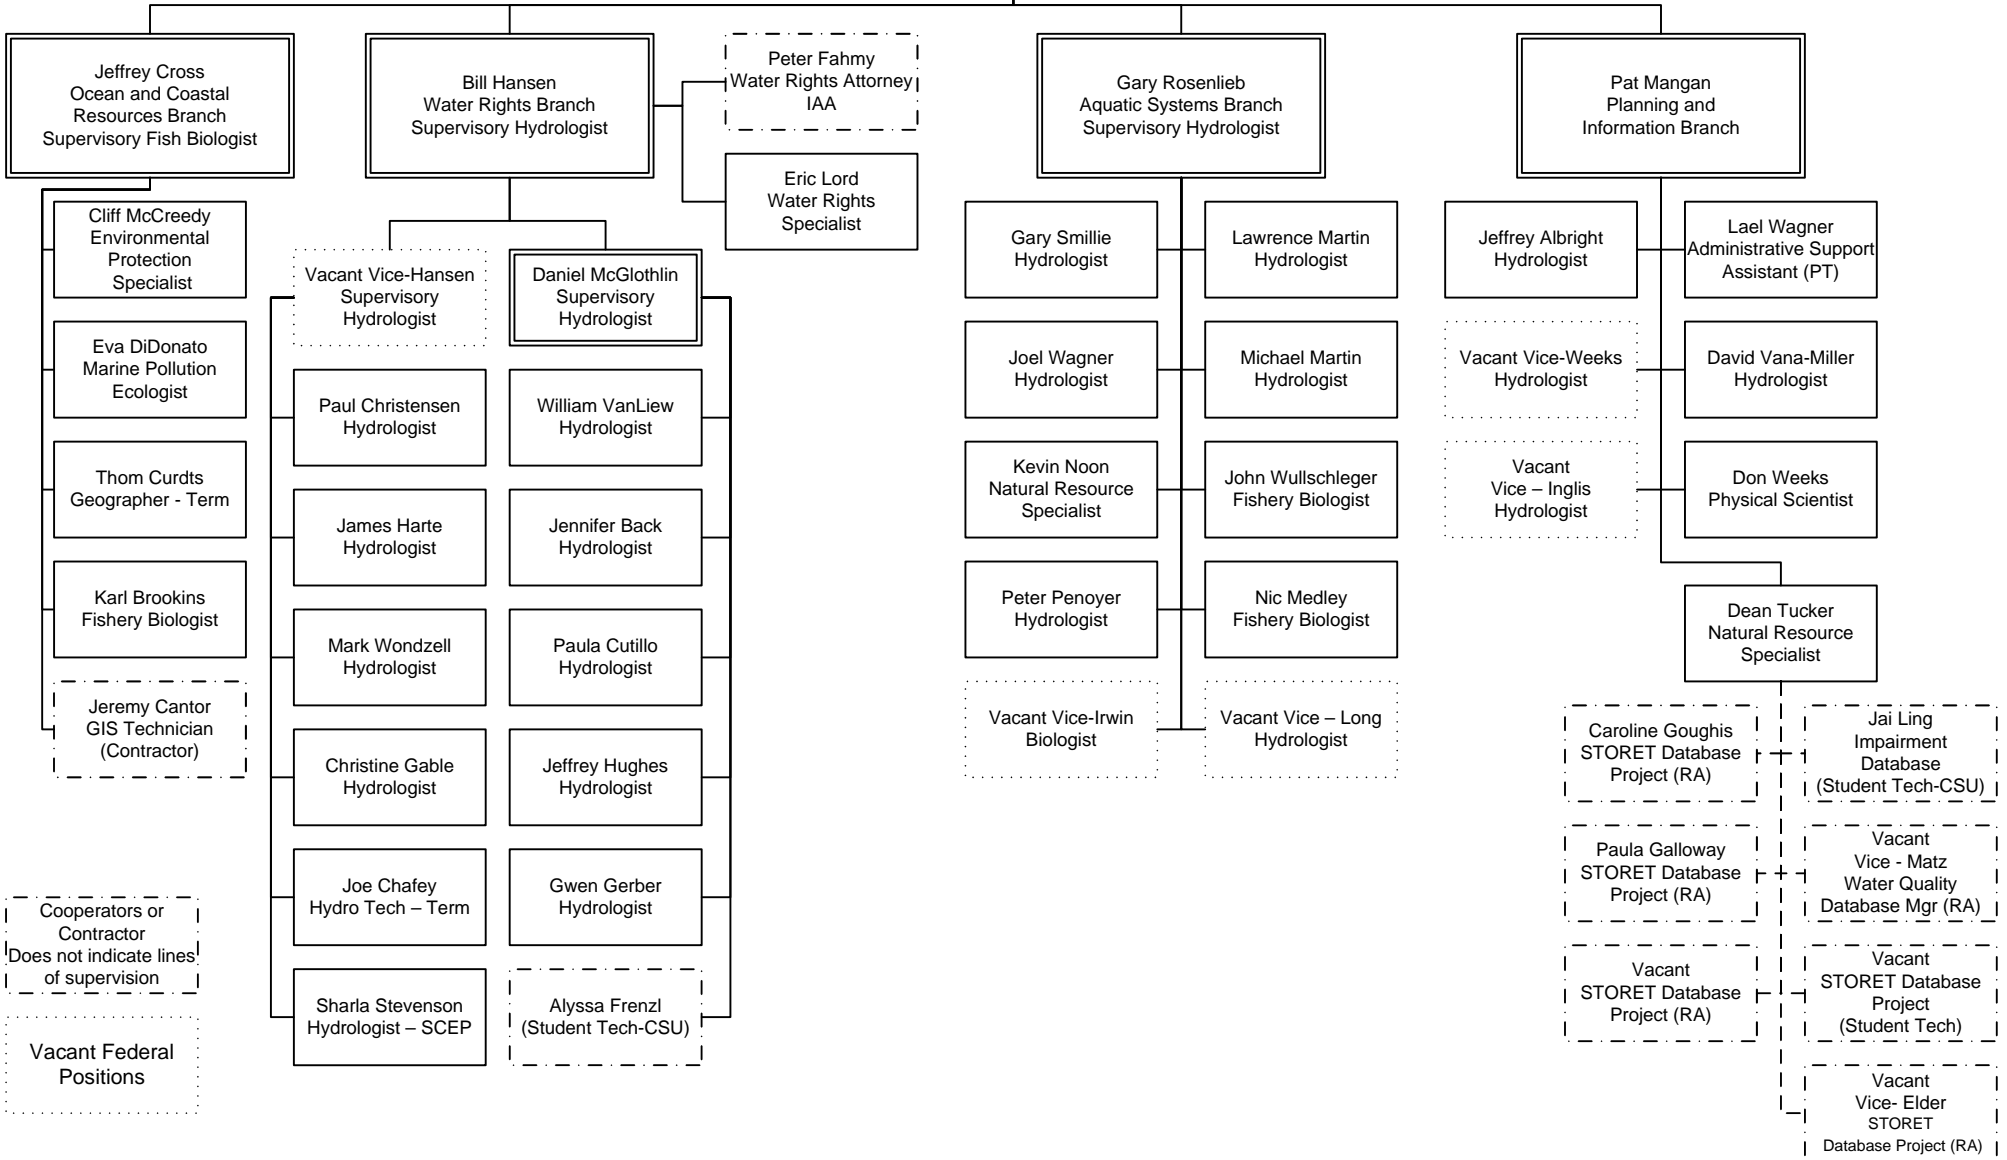 Jeffrey Cross
Ocean and Coastal
Resources Branch
Supervisory Fish Biologist
Cliff McCreedy
Environmental
Protection
Specialist
Eva DiDonato
Marine Pollution
Ecologist
Thom Curdts
Geographer - Term
Karl Brookins
Fishery Biologist
Jeremy Cantor
GIS Technician
(Contractor)
Bill Hansen
Water Rights Branch
Supervisory Hydrologist
Peter Fahmy
Water Rights Attorney
IAA
Eric Lord
Water Rights
Specialist
Vacant Vice-Hansen
Supervisory
Hydrologist
Paul Christensen
Hydrologist
James Harte
Hydrologist
Mark Wondzell
Hydrologist
Christine Gable
Hydrologist
Joe Chafey
Hydro Tech – Term
Sharla Stevenson
Hydrologist – SCEP
Daniel McGlothlin
Supervisory
Hydrologist
William VanLiew
Hydrologist
Jennifer Back
Hydrologist
Paula Cutillo
Hydrologist
Jeffrey Hughes
Hydrologist
Gwen Gerber
Hydrologist
Alyssa Frenzl
(Student Tech-CSU)
Gary Rosenlieb
Aquatic Systems Branch
Supervisory Hydrologist
Gary Smillie
Hydrologist
Lawrence Martin
Hydrologist
Joel Wagner
Hydrologist
Michael Martin
Hydrologist
Kevin Noon
Natural Resource
Specialist
John Wullschleger
Fishery Biologist
Peter Penoyer
Hydrologist
Nic Medley
Fishery Biologist
Vacant Vice-Irwin
Biologist
Vacant Vice – Long
Hydrologist
Pat Mangan
Planning and
Information Branch
Jeffrey Albright
Hydrologist
Lael Wagner
Administrative Support
Assistant (PT)
Vacant Vice-Weeks
Hydrologist
David Vana-Miller
Hydrologist
Vacant
Vice – Inglis
Hydrologist
Don Weeks
Physical Scientist
Dean Tucker
Natural Resource
Specialist
Caroline Goughis
STORET Database
Project (RA)
Jai Ling
Impairment
Database
(Student Tech-CSU)
Paula Galloway
STORET Database
Project (RA)
Vacant
Vice - Matz
Water Quality
Database Mgr (RA)
Vacant
STORET Database
Project (RA)
Vacant
STORET Database
Project
(Student Tech)
Vacant
Vice- Elder
STORET
Database Project (RA)
Cooperators or
Contractor
Does not indicate lines
of supervision
Vacant Federal
Positions